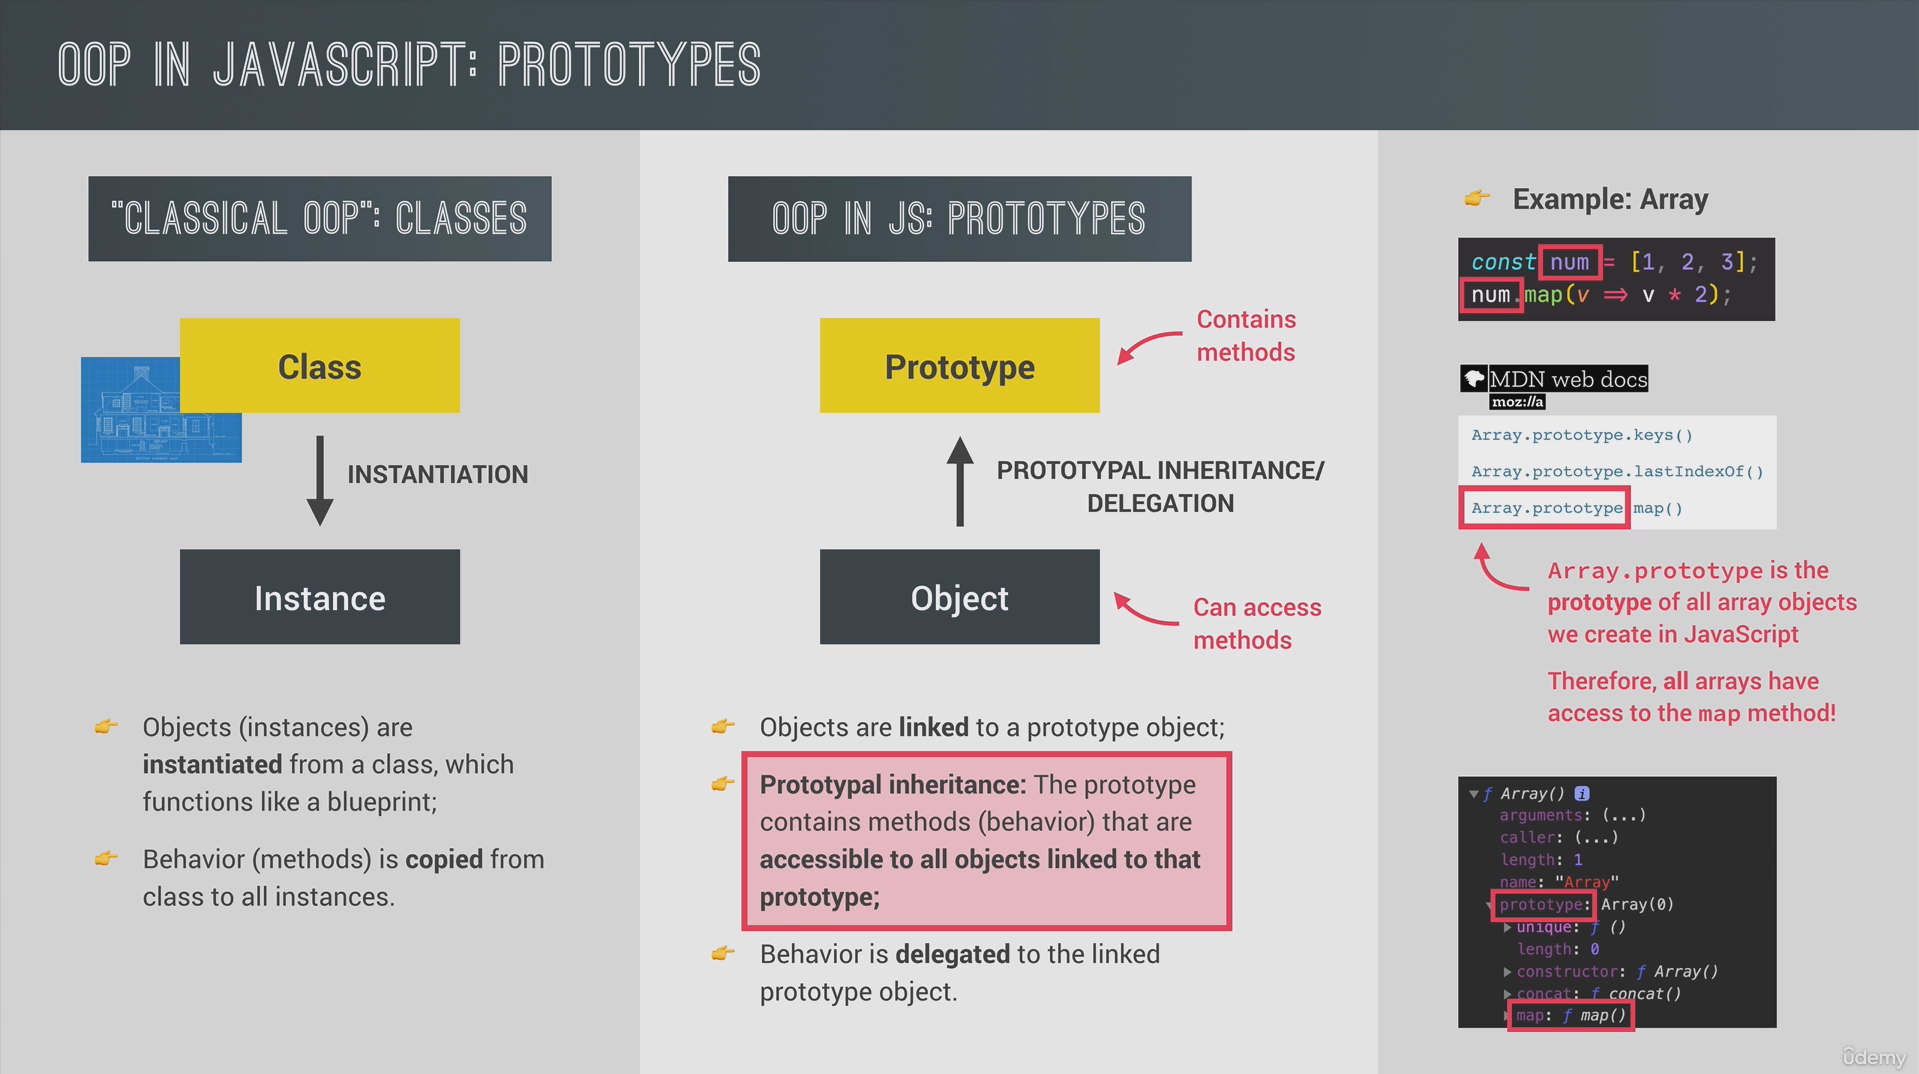 OOP IN JAVASCRIPT: PROTOTYPES
"CLASSICAL OOP": CLASSES
Class
INSTANTIATION
Instance
👉 Objects (instances) are
instantiated from a class, which
functions like a blueprint;
👉 Behavior (methods) is copied from
class to all instances.
OOP IN JS: PROTOTYPES
Prototype
Contains
methods
PROTOTYPAL INHERITANCE/
DELEGATION
Object
Can access
methods
👉 Objects are linked to a prototype object;
👉 Prototypal inheritance: The prototype
contains methods (behavior) that are
accessible to all objects linked to that
prototype;
👉 Behavior is delegated to the linked
prototype object.
👉 Example: Array
const num = [1, 2, 3];
num.map(v => v * 2);
MDN web docs
moz://a
Array.prototype.keys()
Array.prototype.lastIndexOf()
Array.prototype.map()
Array.prototype is the
prototype of all array objects
we create in JavaScript
Therefore, all arrays have
access to the map method!
▼ ƒ Array() i
arguments: (...)
caller: (...)
length: 1
name: "Array"
▼ prototype: Array(0)
▶ unique: ƒ ()
length: 0
▶ constructor: ƒ Array()
▶ concat: ƒ concat()
▶ map: ƒ map()
ûdemy